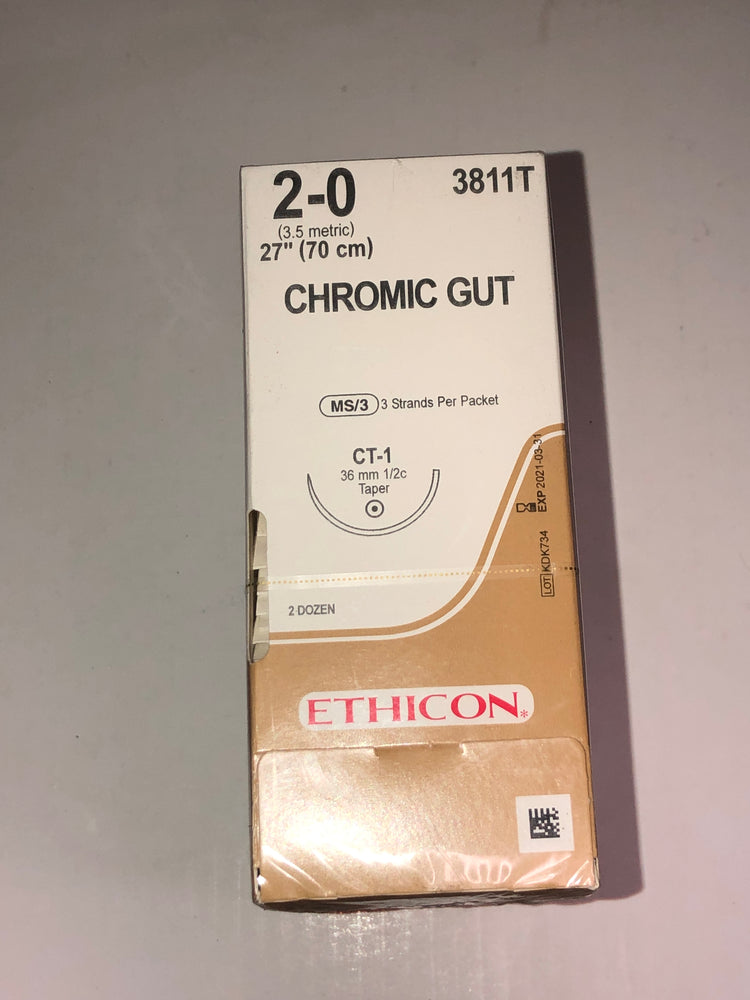 2-0
3811T
(3.5 metric)
27" (70 cm)
CHROMIC GUT
MS/3 3 Strands Per Packet
CT-1
36 mm 1/2c
Taper
EXP 2021-03-31
LOT KDK734
2 DOZEN
ETHICON*